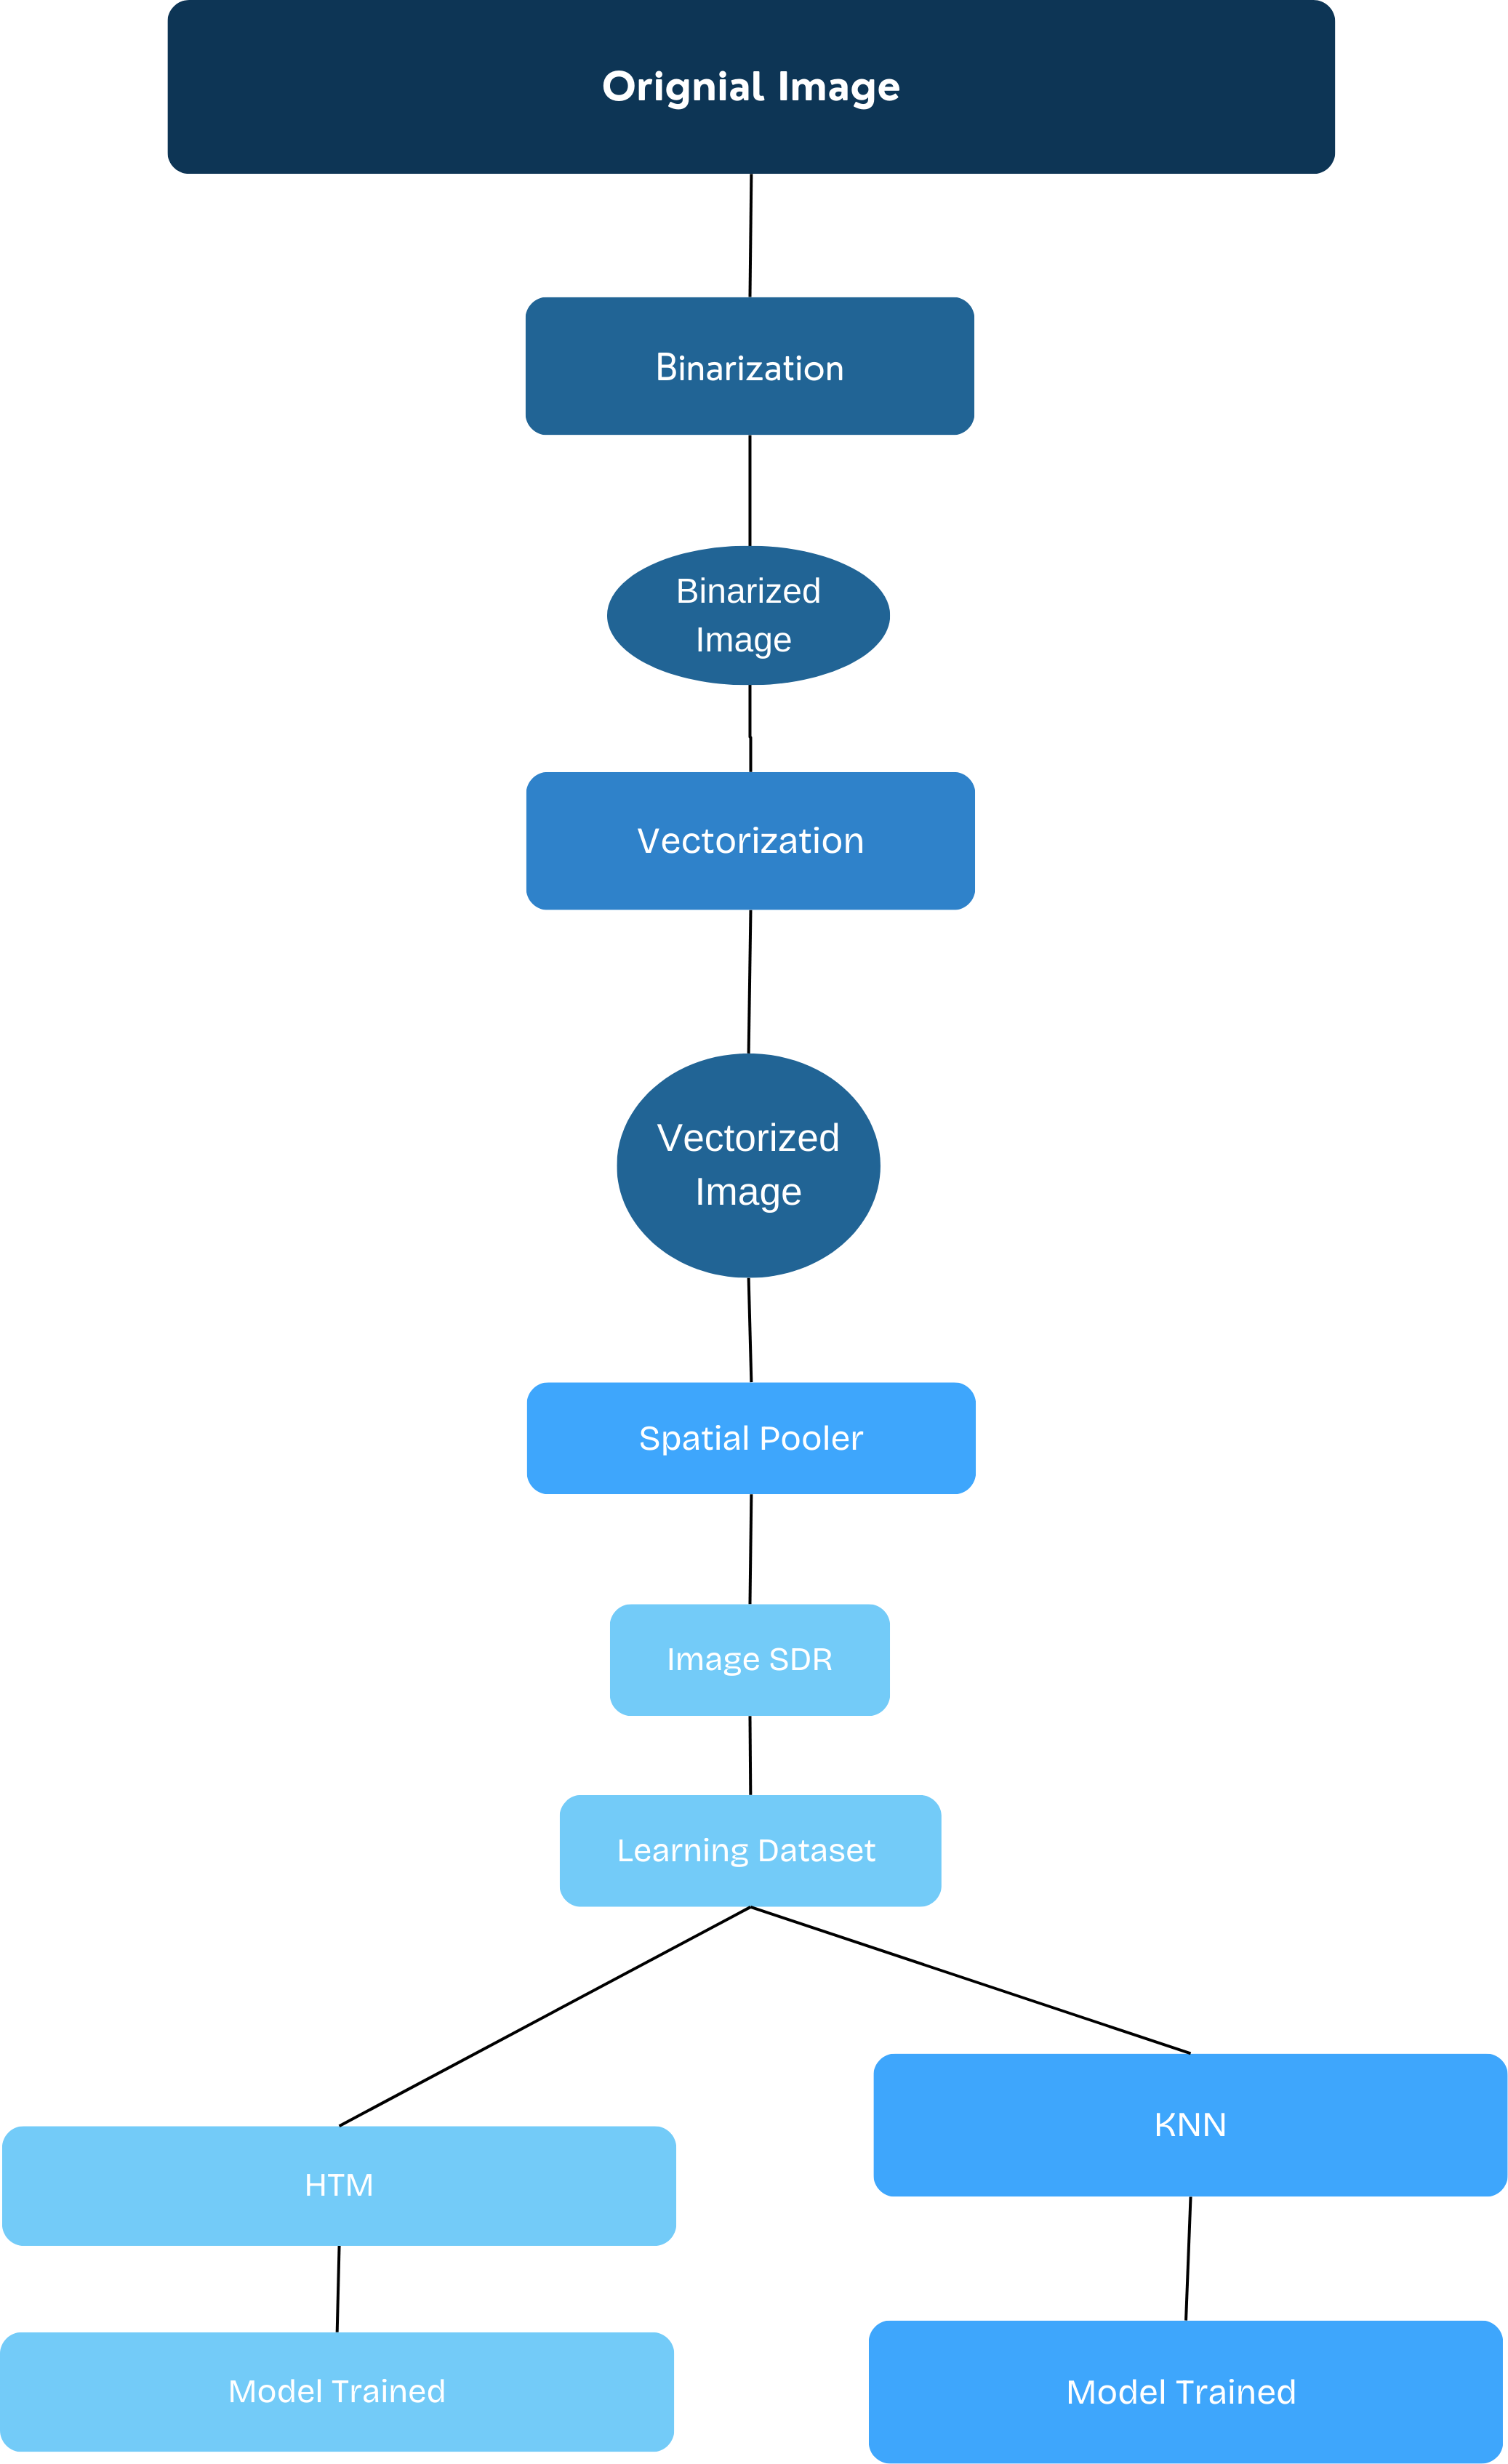 Orignial Image
Binarization
Binarized
Image
Vectorization
Vectorized
Image
Spatial Pooler
Image SDR
Learning Dataset
KNN
HTM
Model Trained
Model Trained